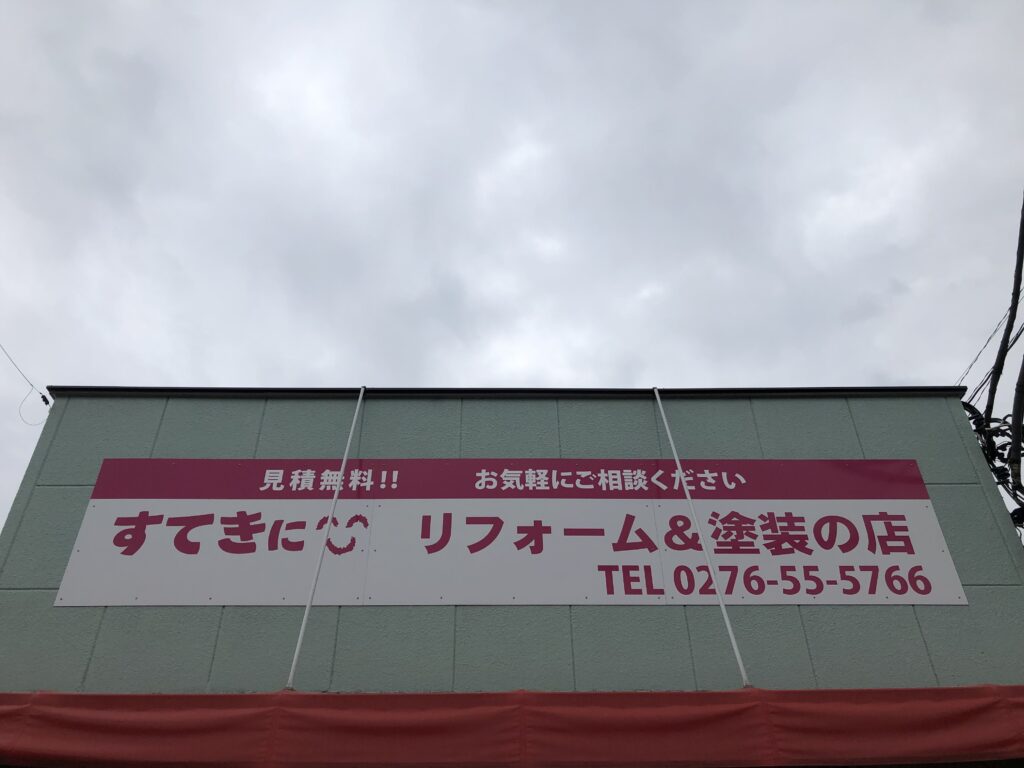 見積無料!! お気軽にご相談ください
すてきに リフォーム&塗装の店
TEL 0276-55-5766